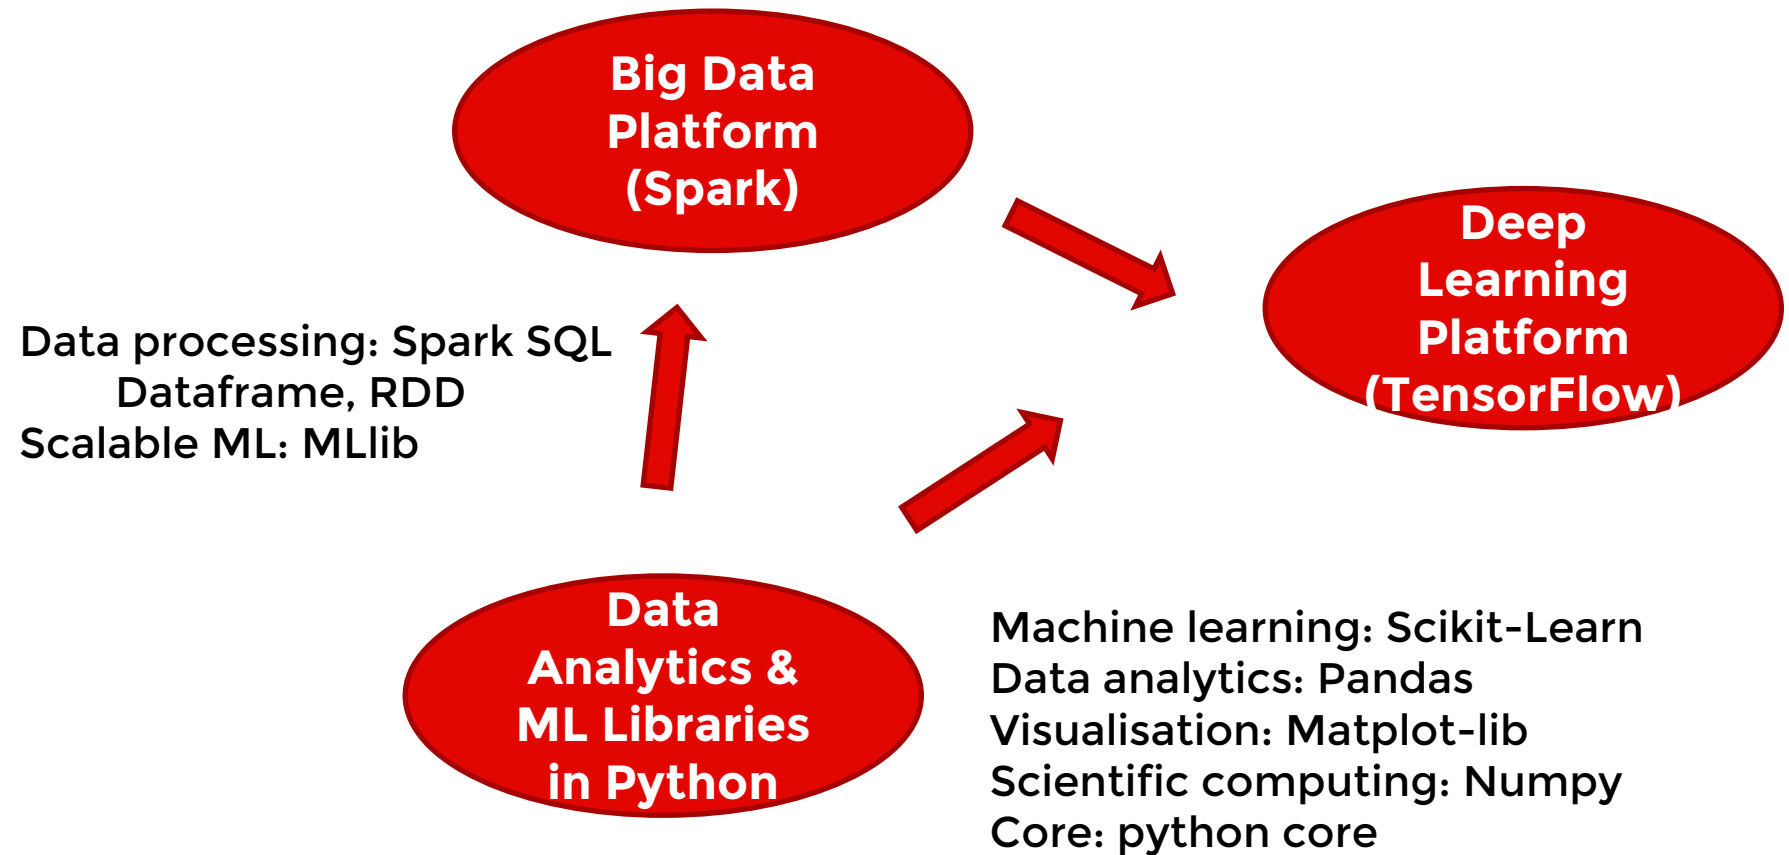 Big Data
Platform
(Spark)
Deep
Learning
Platform
(TensorFlow)
Data processing: Spark SQL
Dataframe, RDD
Scalable ML: MLlib
Data
Analytics &
ML Libraries
in Python
Machine learning: Scikit-Learn
Data analytics: Pandas
Visualisation: Matplot-lib
Scientific computing: Numpy
Core: python core